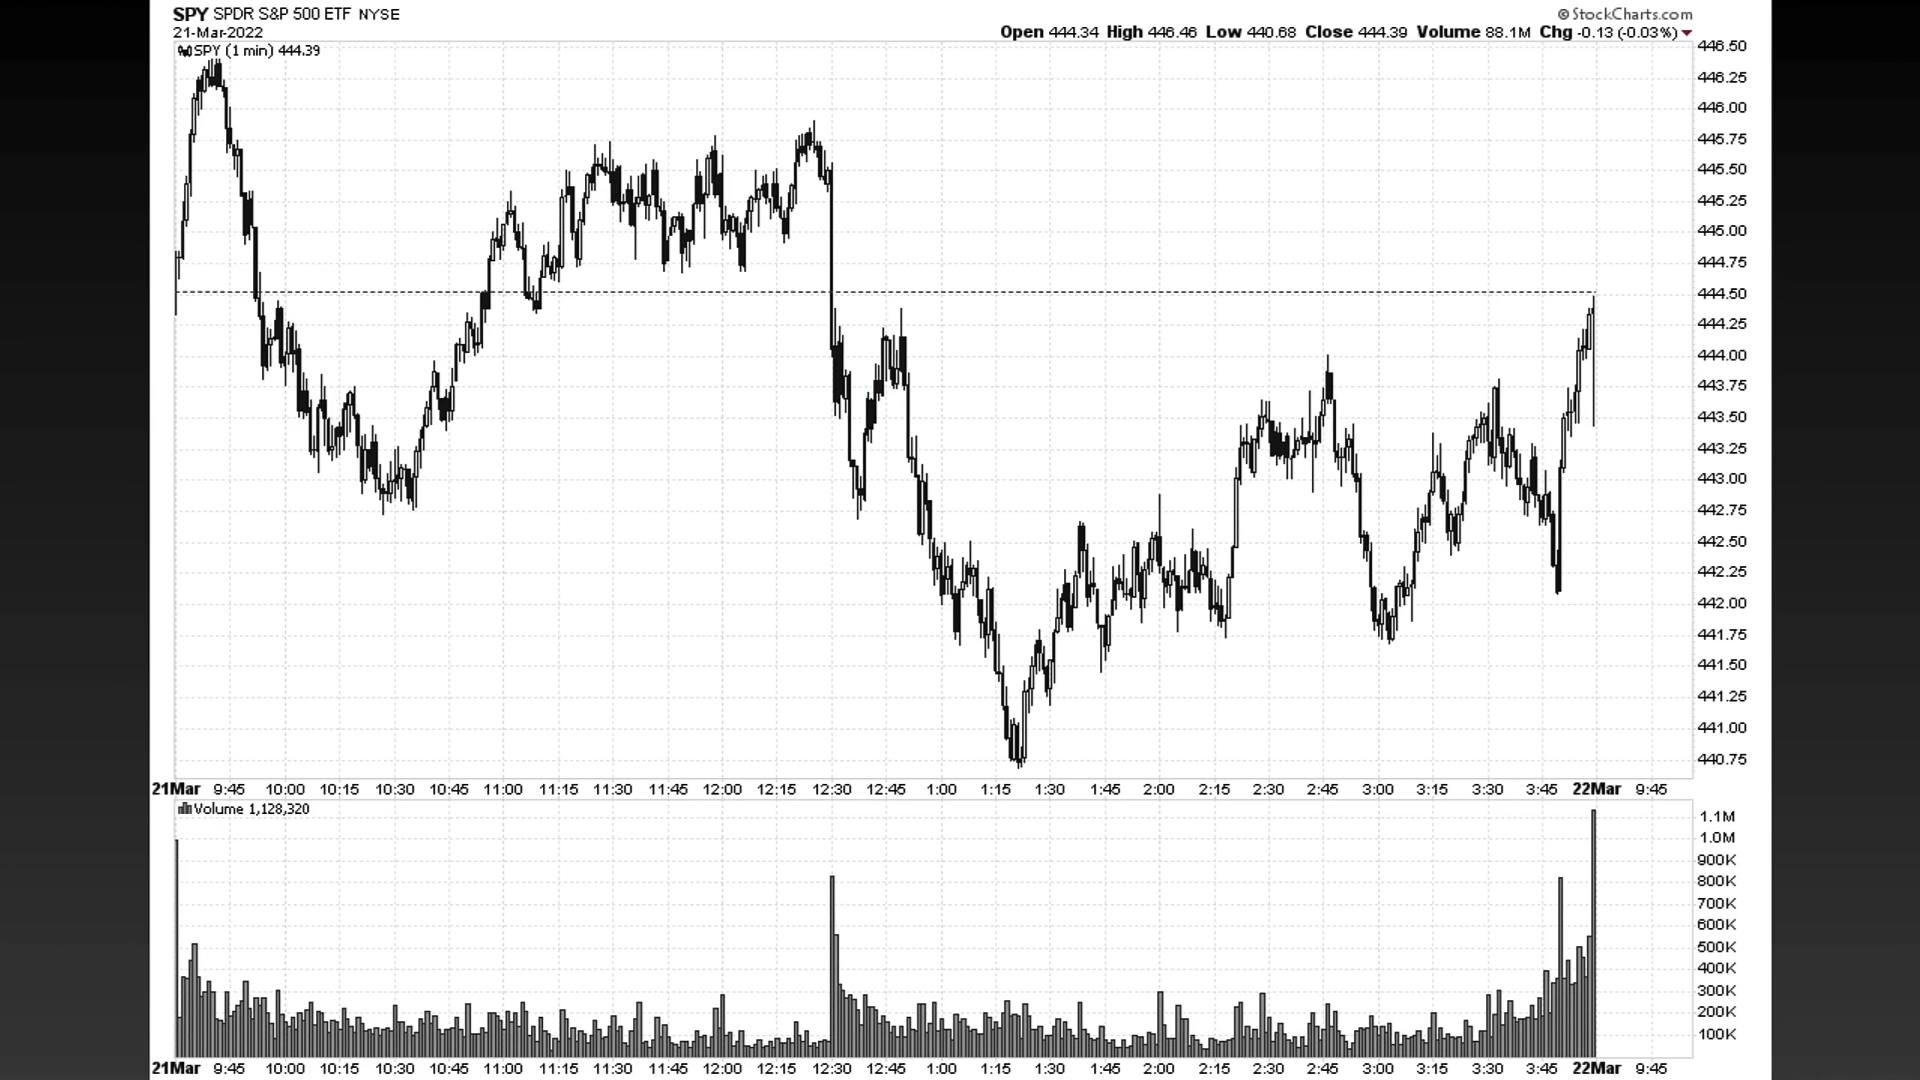 SPY SPDR S&P 500 ETF NYSE
© StockCharts.com
21-Mar-2022
Open 444.34 High 446.46 Low 440.68 Close 444.39 Volume 88.1M Chg -0.13 (-0.03%)
SPY (1 min) 444.39
446.50
446.25
446.00
445.75
445.50
445.25
445.00
444.75
444.50
444.25
444.00
443.75
443.50
443.25
443.00
442.75
442.50
442.25
442.00
441.75
441.50
441.25
441.00
440.75
21Mar 9:45 10:00 10:15 10:30 10:45 11:00 11:15 11:30 11:45 12:00 12:15 12:30 12:45 1:00 1:15 1:30 1:45 2:00 2:15 2:30 2:45 3:00 3:15 3:30 3:45 22Mar 9:45
Volume 1,128,320
1.1M
1.0M
900K
800K
700K
600K
500K
400K
300K
200K
100K
21Mar 9:45 10:00 10:15 10:30 10:45 11:00 11:15 11:30 11:45 12:00 12:15 12:30 12:45 1:00 1:15 1:30 1:45 2:00 2:15 2:30 2:45 3:00 3:15 3:30 3:45 22Mar 9:45